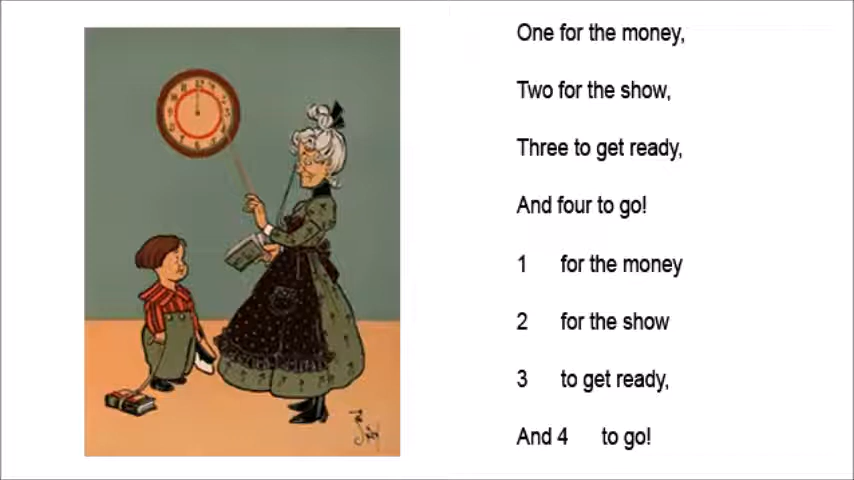 One for the money,
Two for the show,
Three to get ready,
And four to go!
1 for the money
2 for the show
3 to get ready,
And 4 to go!